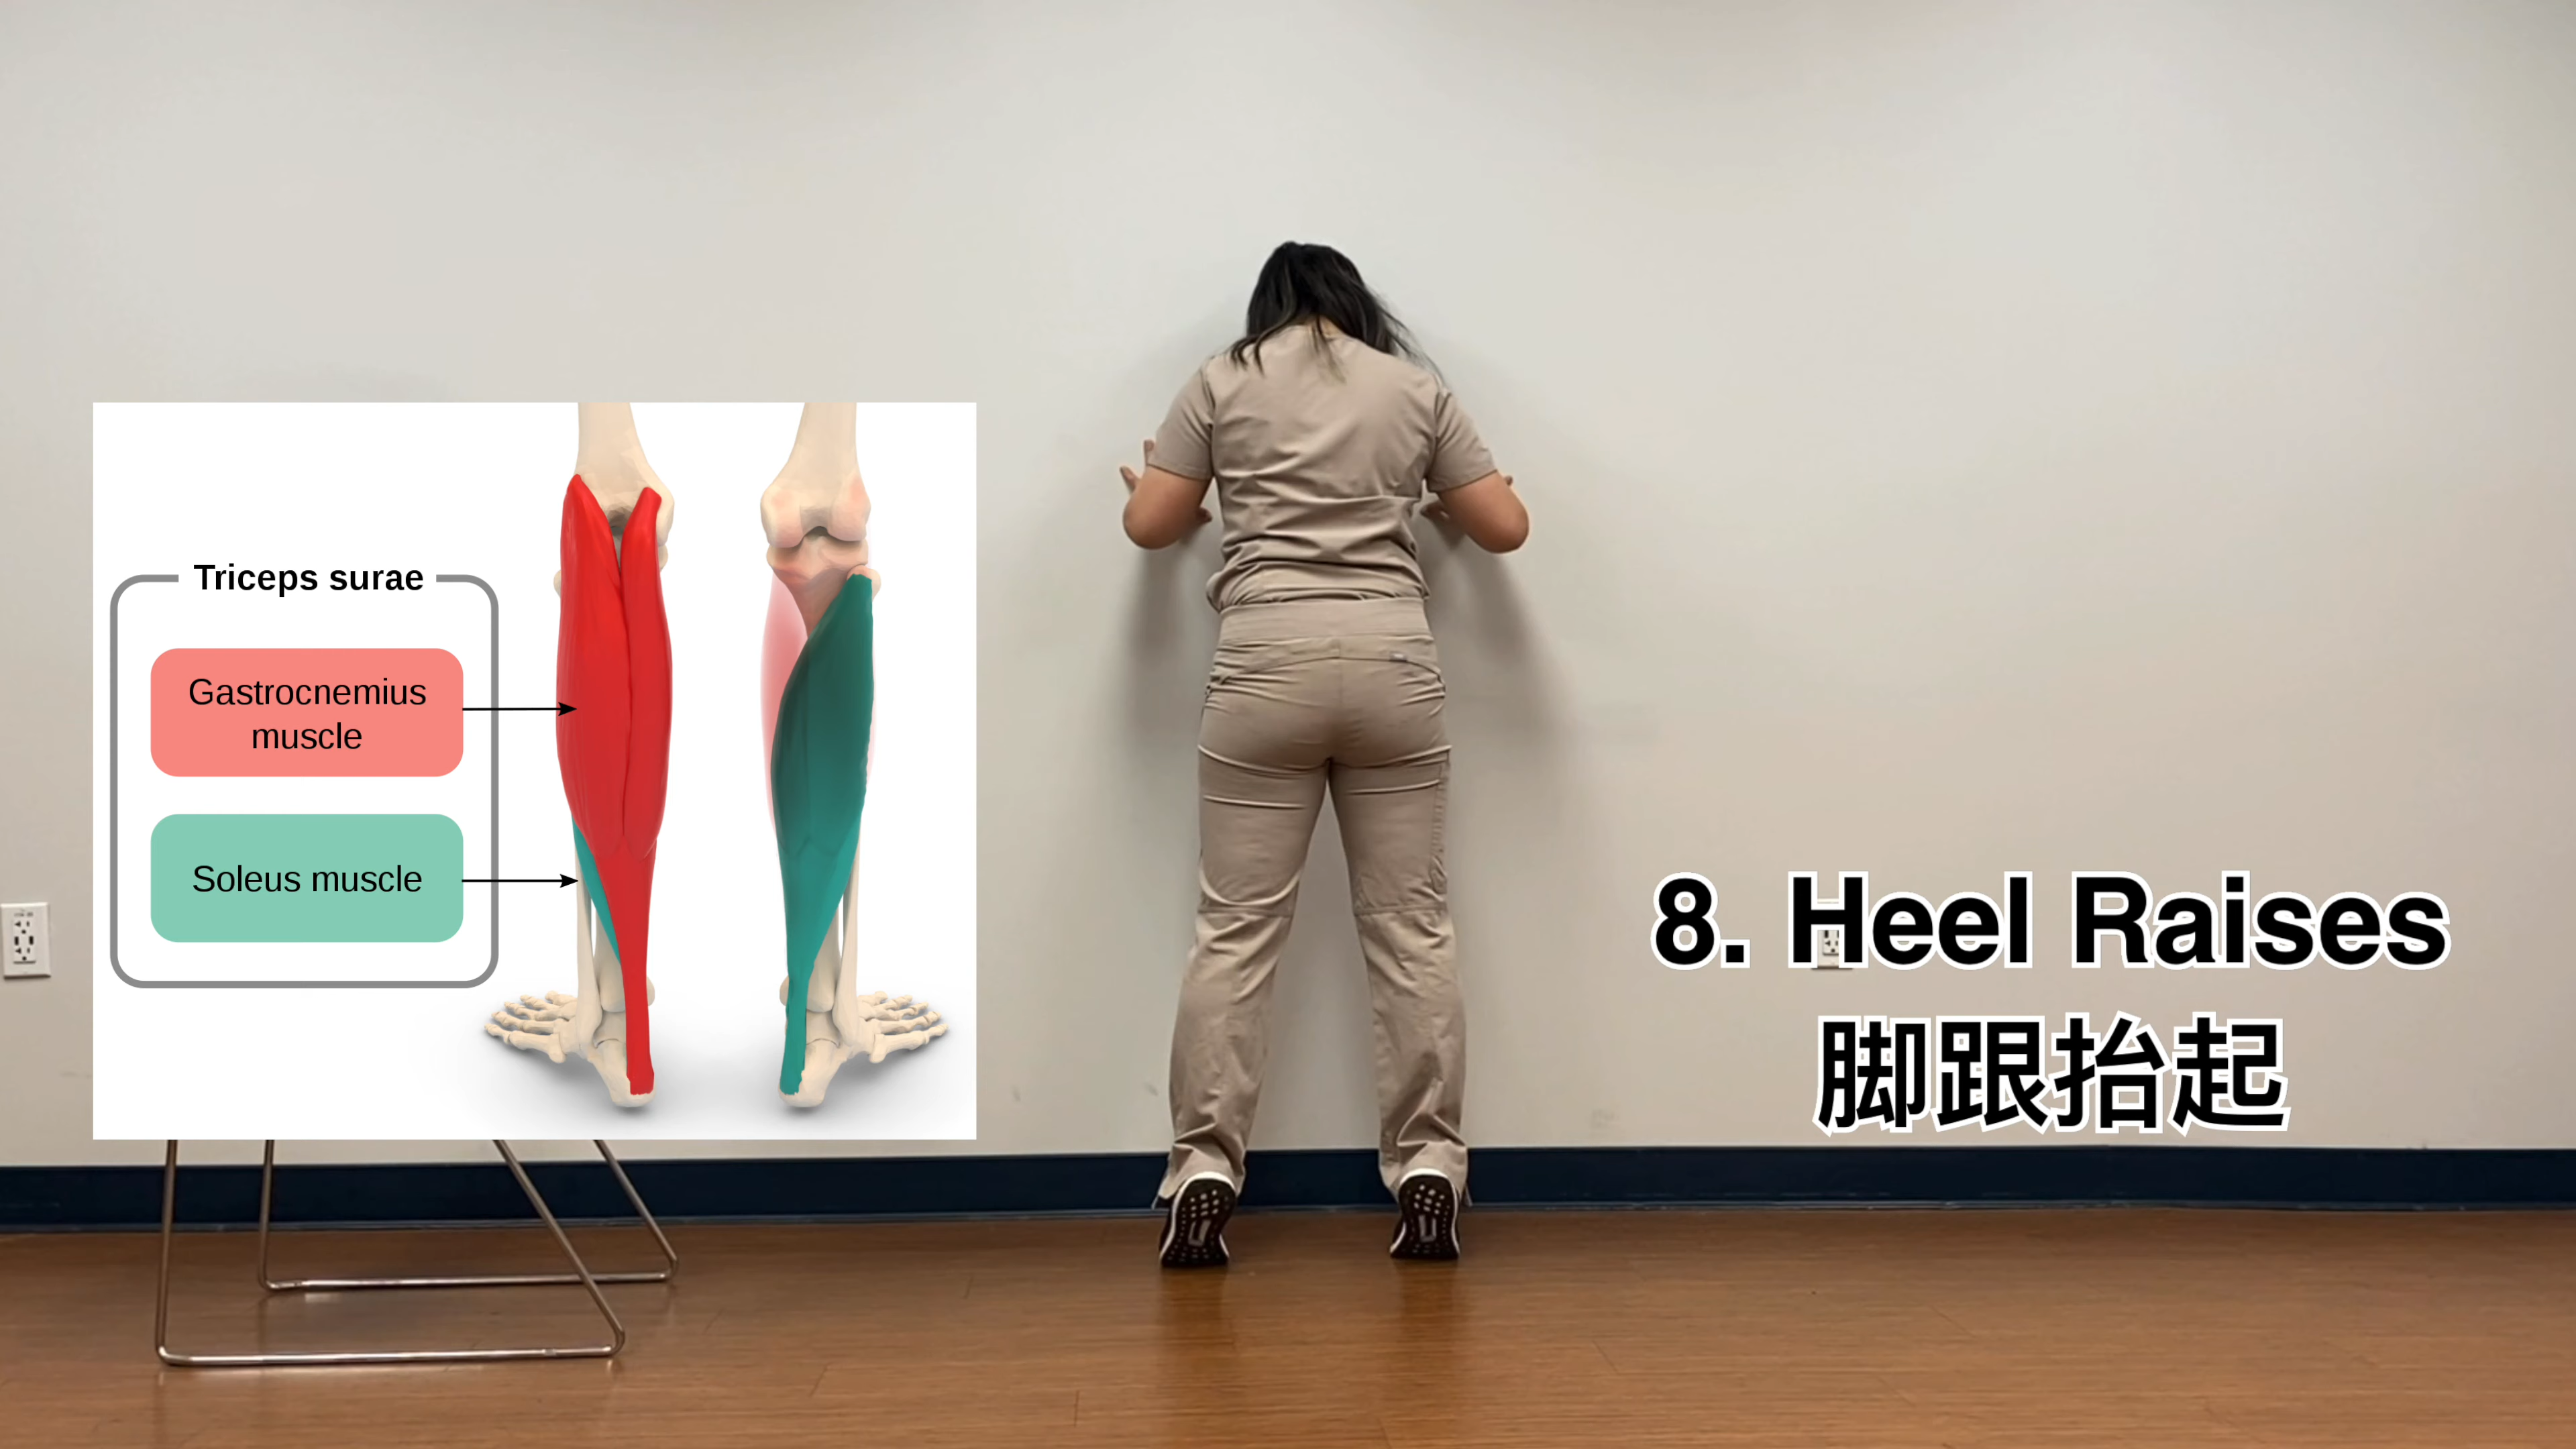 Triceps surae
Gastrocnemius
muscle
Soleus muscle
8. Heel Raises
脚跟抬起